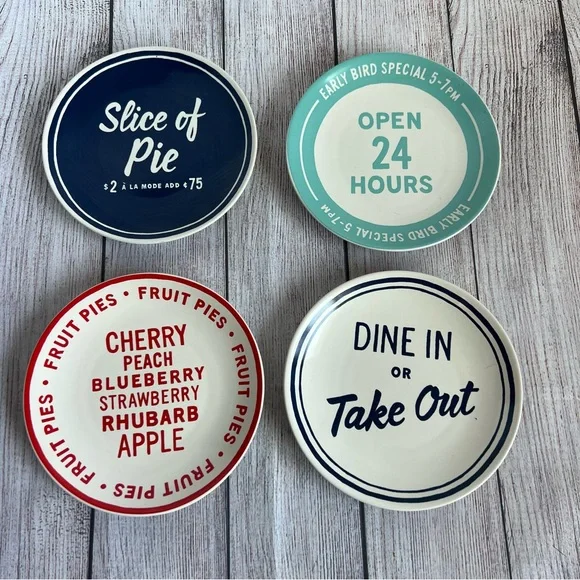 Slice of
Pie
$2 À LA MODE ADD ¢75
EARLY BIRD SPECIAL 5-7PM
OPEN
24
HOURS
EARLY BIRD SPECIAL 5-7PM
FRUIT PIES • FRUIT PIES • FRUIT PIES • FRUIT PIES • FRUIT PIES •
CHERRY
PEACH
BLUEBERRY
STRAWBERRY
RHUBARB
APPLE
DINE IN
OR
Take Out